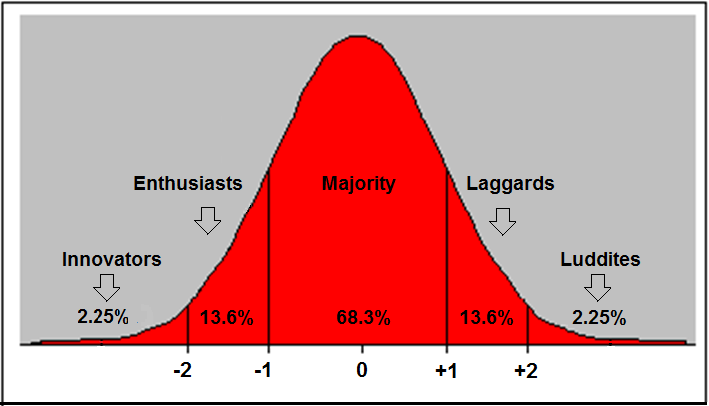 Enthusiasts
Majority
Laggards
Innovators
Luddites
2.25%
13.6%
68.3%
13.6%
2.25%
-2
-1
0
+1
+2